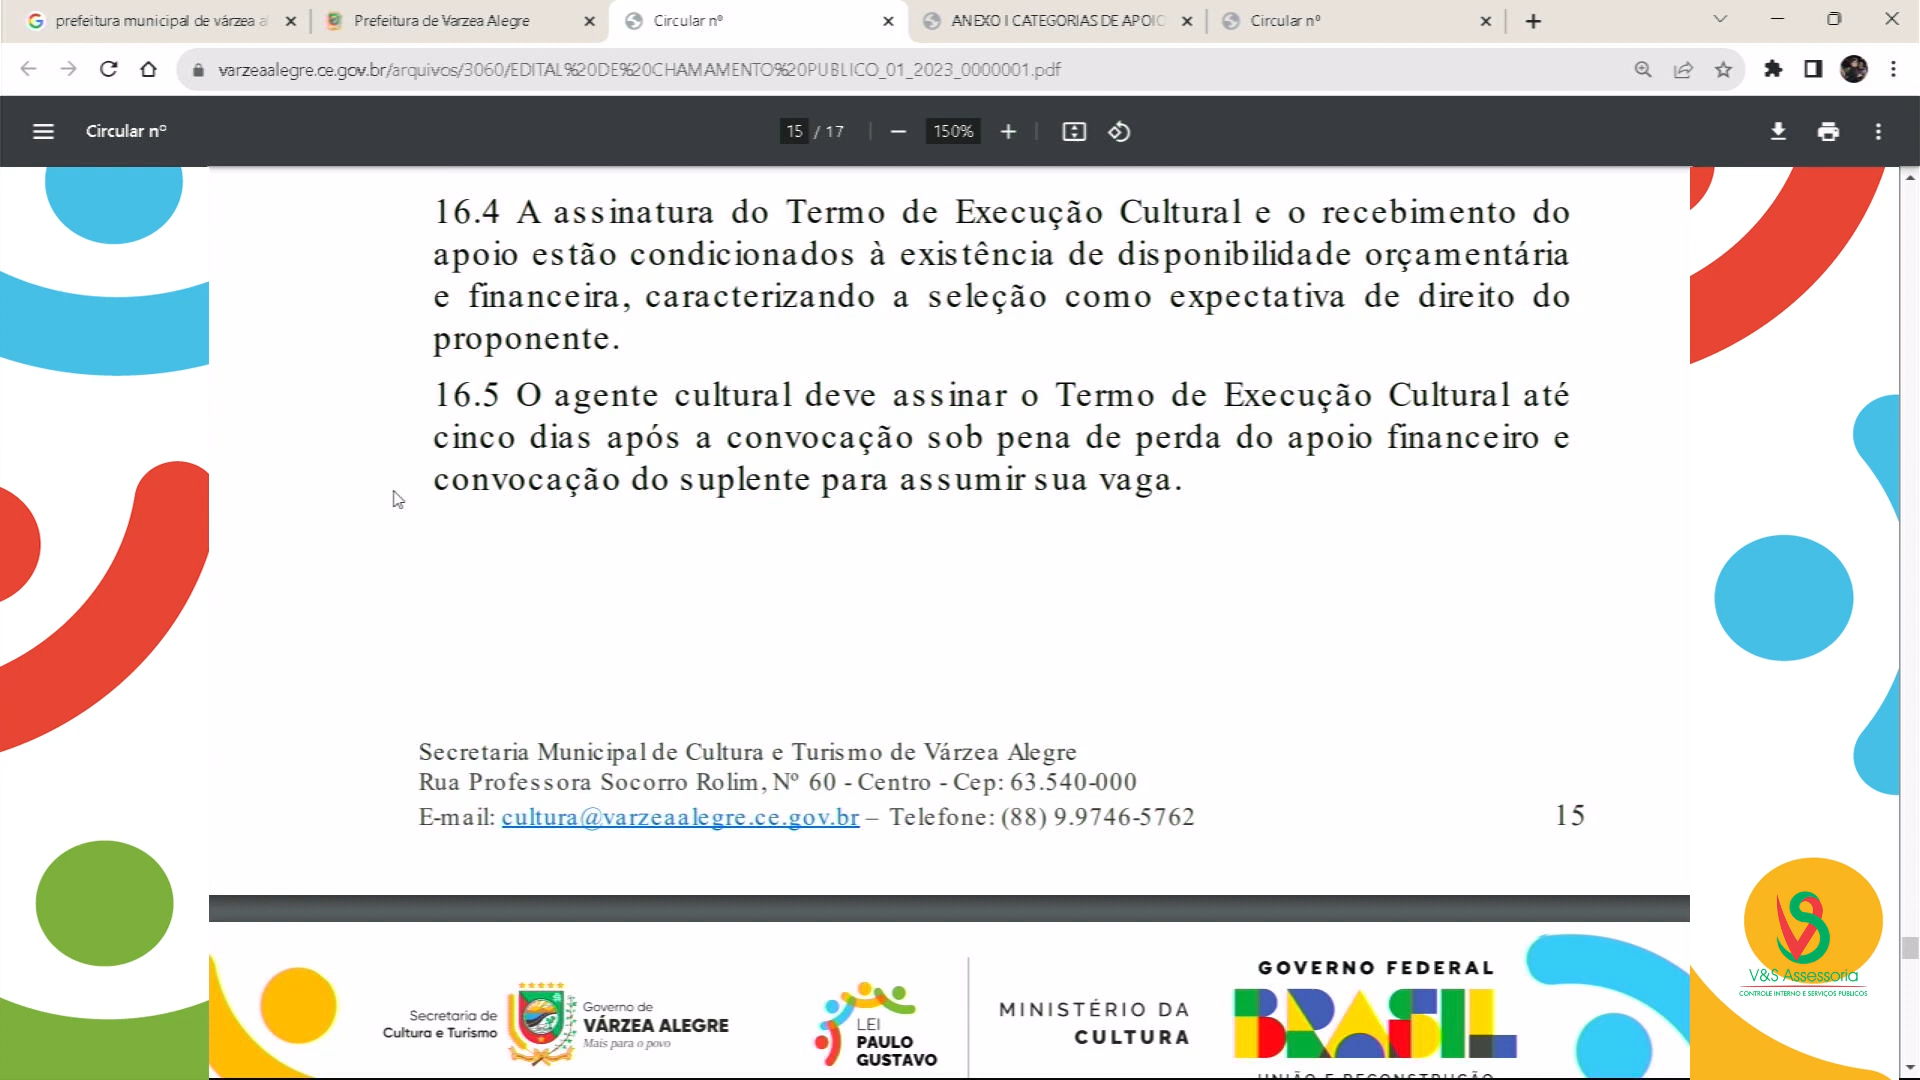 prefeitura municipal de várzea a
Prefeitura de Varzea Alegre
Circular nº
ANEXO I CATEGORIAS DE APOIO
Circular nº
varzeaalegre.ce.gov.br/arquivos/3060/EDITAL%20DE%20CHAMAMENTO%20PUBLICO_01_2023_0000001.pdf
Circular nº
15 / 17
150%
16.4 A assinatura do Termo de Execução Cultural e o recebimento do
apoio estão condicionados à existência de disponibilidade orçamentária
e financeira, caracterizando a seleção como expectativa de direito do
proponente.
16.5 O agente cultural deve assinar o Termo de Execução Cultural até
cinco dias após a convocação sob pena de perda do apoio financeiro e
convocação do suplente para assumir sua vaga.
Secretaria Municipal de Cultura e Turismo de Várzea Alegre
Rua Professora Socorro Rolim, Nº 60 - Centro - Cep: 63.540-000
E-mail: cultura@varzeaalegre.ce.gov.br – Telefone: (88) 9.9746-5762
15
V&S Assessoria
CONTROLE INTERNO E SERVIÇOS PÚBLICOS
Secretaria de
Cultura e Turismo
Governo de
VÁRZEA ALEGRE
Mais para o povo
LEI
PAULO
GUSTAVO
MINISTÉRIO DA
CULTURA
GOVERNO FEDERAL
BRASIL
UNIÃO E RECONSTRUÇÃO